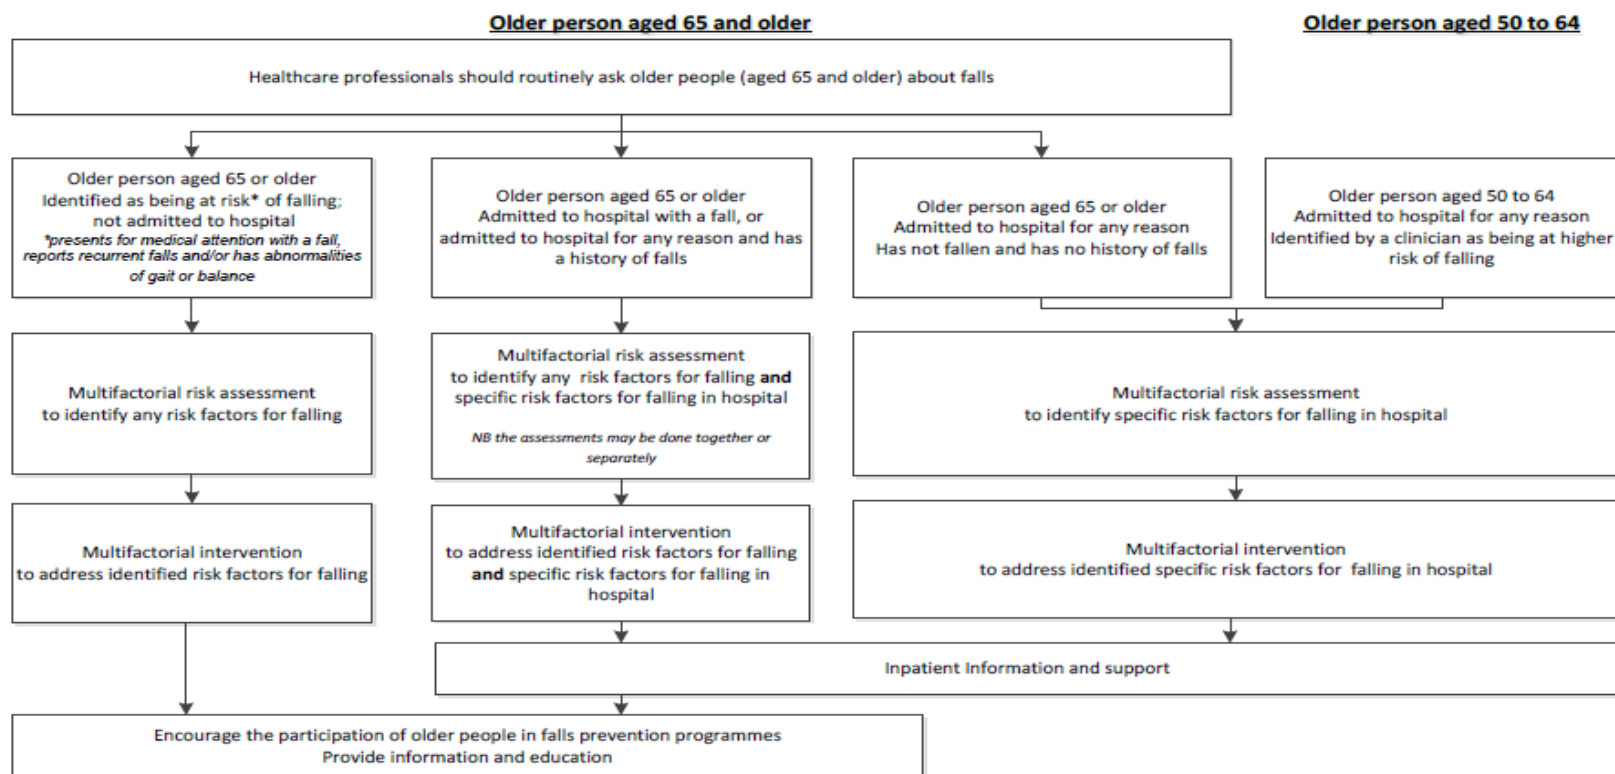 Older person aged 65 and older
Older person aged 50 to 64
Healthcare professionals should routinely ask older people (aged 65 and older) about falls
Older person aged 65 or older
Identified as being at risk* of falling;
not admitted to hospital
*presents for medical attention with a fall,
reports recurrent falls and/or has abnormalities
of gait or balance
Older person aged 65 or older
Admitted to hospital with a fall, or
admitted to hospital for any reason and has
a history of falls
Older person aged 65 or older
Admitted to hospital for any reason
Has not fallen and has no history of falls
Older person aged 50 to 64
Admitted to hospital for any reason
Identified by a clinician as being at higher
risk of falling
Multifactorial risk assessment
to identify any risk factors for falling
Multifactorial risk assessment
to identify any risk factors for falling and
specific risk factors for falling in hospital
NB the assessments may be done together or
separately
Multifactorial risk assessment
to identify specific risk factors for falling in hospital
Multifactorial intervention
to address identified risk factors for falling
Multifactorial intervention
to address identified risk factors for falling
and specific risk factors for falling in
hospital
Multifactorial intervention
to address identified specific risk factors for falling in hospital
Inpatient Information and support
Encourage the participation of older people in falls prevention programmes
Provide information and education